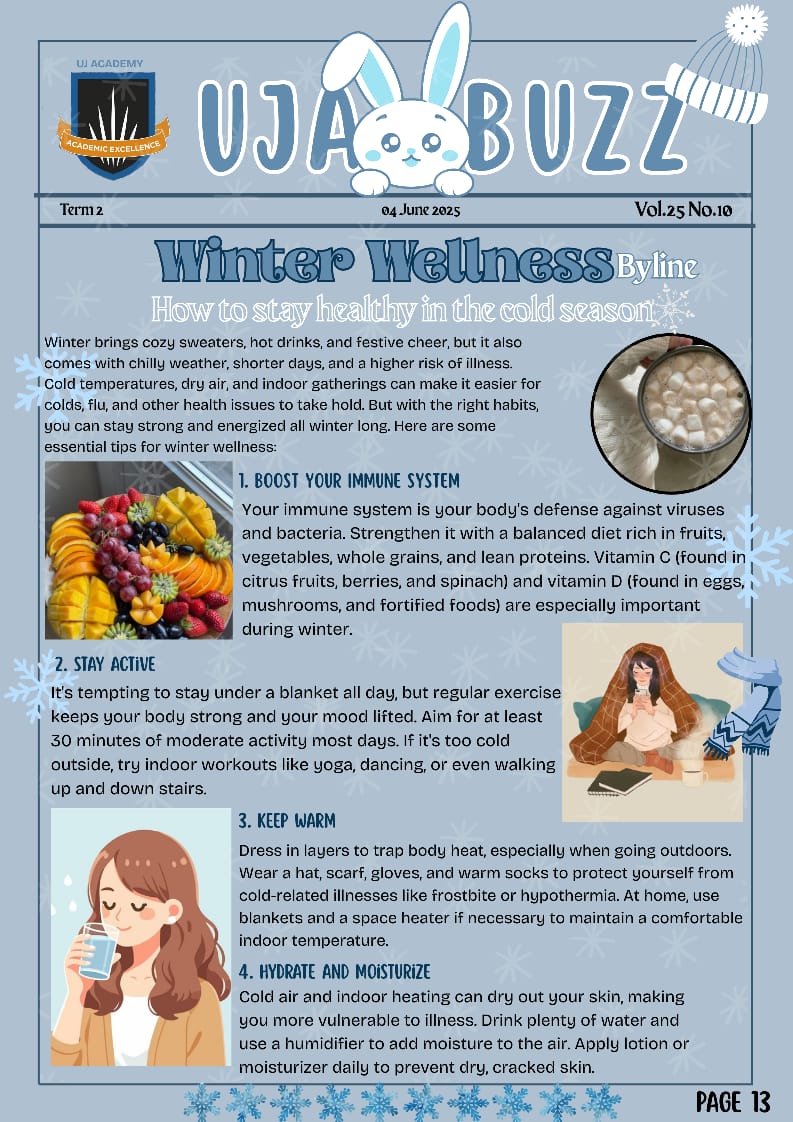 UJ ACADEMY
ACADEMIC EXCELLENCE
UJA BUZZ
Term 2
04 June 2025
Vol.25 No.10
Winter Wellness Byline
How to stay healthy in the cold season
Winter brings cozy sweaters, hot drinks, and festive cheer, but it also
comes with chilly weather, shorter days, and a higher risk of illness.
Cold temperatures, dry air, and indoor gatherings can make it easier for
colds, flu, and other health issues to take hold. But with the right habits,
you can stay strong and energized all winter long. Here are some
essential tips for winter wellness:
1. BOOST YOUR IMMUNE SYSTEM
Your immune system is your body's defense against viruses
and bacteria. Strengthen it with a balanced diet rich in fruits,
vegetables, whole grains, and lean proteins. Vitamin C (found in
citrus fruits, berries, and spinach) and vitamin D (found in eggs,
mushrooms, and fortified foods) are especially important
during winter.
2. STAY ACTIVE
It's tempting to stay under a blanket all day, but regular exercise
keeps your body strong and your mood lifted. Aim for at least
30 minutes of moderate activity most days. If it's too cold
outside, try indoor workouts like yoga, dancing, or even walking
up and down stairs.
3. KEEP WARM
Dress in layers to trap body heat, especially when going outdoors.
Wear a hat, scarf, gloves, and warm socks to protect yourself from
cold-related illnesses like frostbite or hypothermia. At home, use
blankets and a space heater if necessary to maintain a comfortable
indoor temperature.
4. HYDRATE AND MOISTURIZE
Cold air and indoor heating can dry out your skin, making
you more vulnerable to illness. Drink plenty of water and
use a humidifier to add moisture to the air. Apply lotion or
moisturizer daily to prevent dry, cracked skin.
PAGE 13